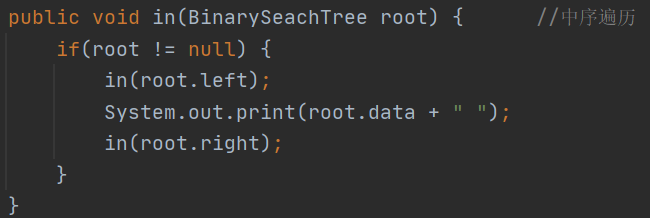 public void in(BinarySeachTree root) {      //中序遍历
    if(root != null) {
        in(root.left);
        System.out.print(root.data + " ");
        in(root.right);
    }
}